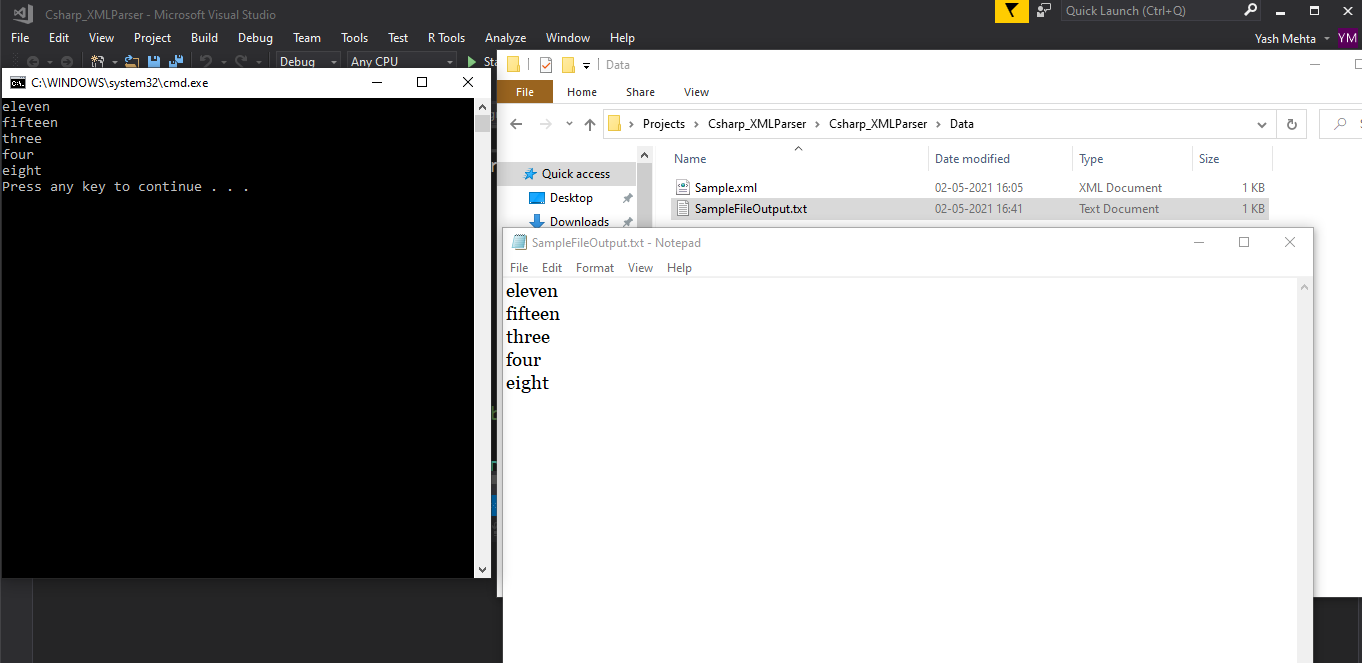 Csharp_XMLParser - Microsoft Visual Studio
Quick Launch (Ctrl+Q)
File Edit View Project Build Debug Team Tools Test R Tools Analyze Window Help
Yash Mehta YM
Debug Any CPU
C:\WINDOWS\system32\cmd.exe
eleven
fifteen
three
four
eight
Press any key to continue . . .
Data
File Home Share View
Projects Csharp_XMLParser Csharp_XMLParser Data
Quick access
Desktop
Downloads
Name Date modified Type Size
Sample.xml 02-05-2021 16:05 XML Document 1 KB
SampleFileOutput.txt 02-05-2021 16:41 Text Document 1 KB
SampleFileOutput.txt - Notepad
File Edit Format View Help
eleven
fifteen
three
four
eight